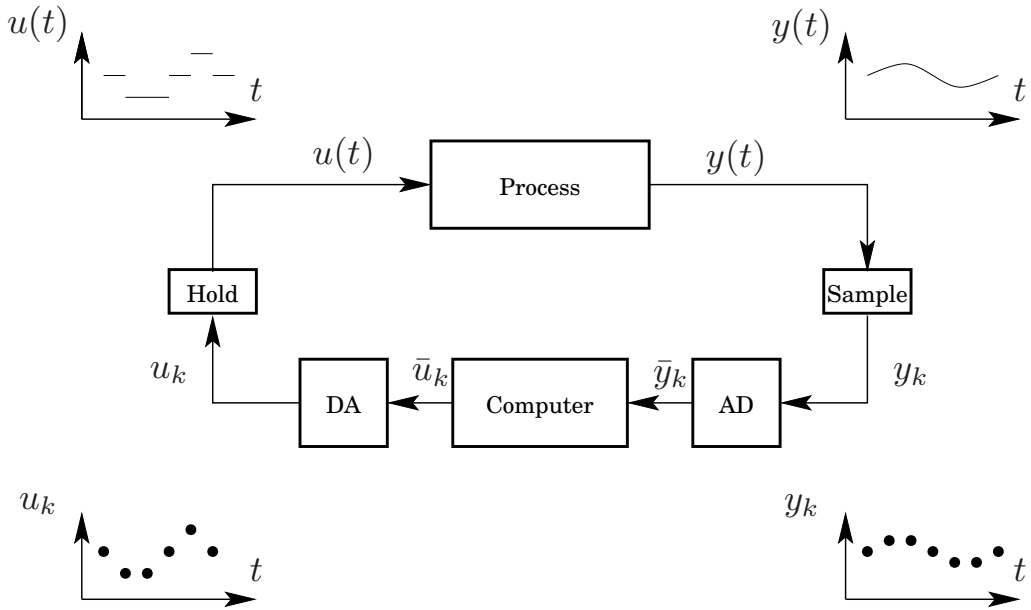 u(t)
t
y(t)
t
u(t)
Process
y(t)
Hold
Sample
u_k
DA
ū_k
Computer
ȳ_k
AD
y_k
u_k
t
y_k
t